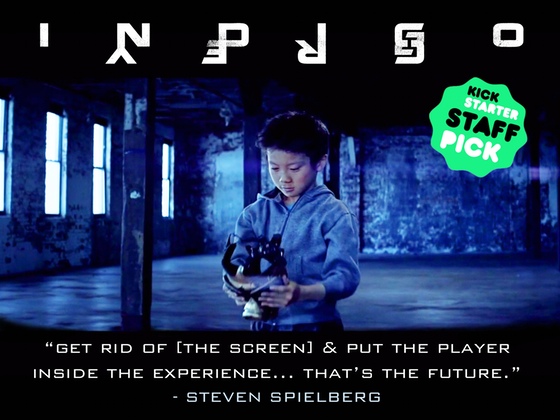 KICK
STARTER
STAFF
PICK
“GET RID OF [THE SCREEN] & PUT THE PLAYER
INSIDE THE EXPERIENCE... THAT’S THE FUTURE.”
- STEVEN SPIELBERG